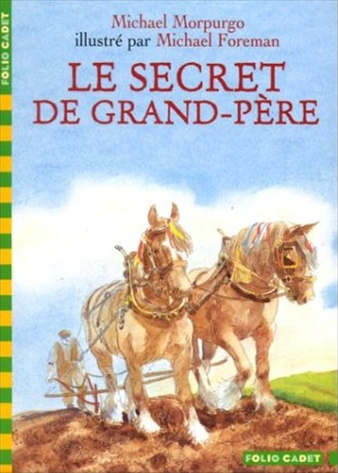 Michael Morpurgo
illustré par Michael Foreman
LE SECRET
DE GRAND-PÈRE
FOLIO CADET
FOLIO CADET